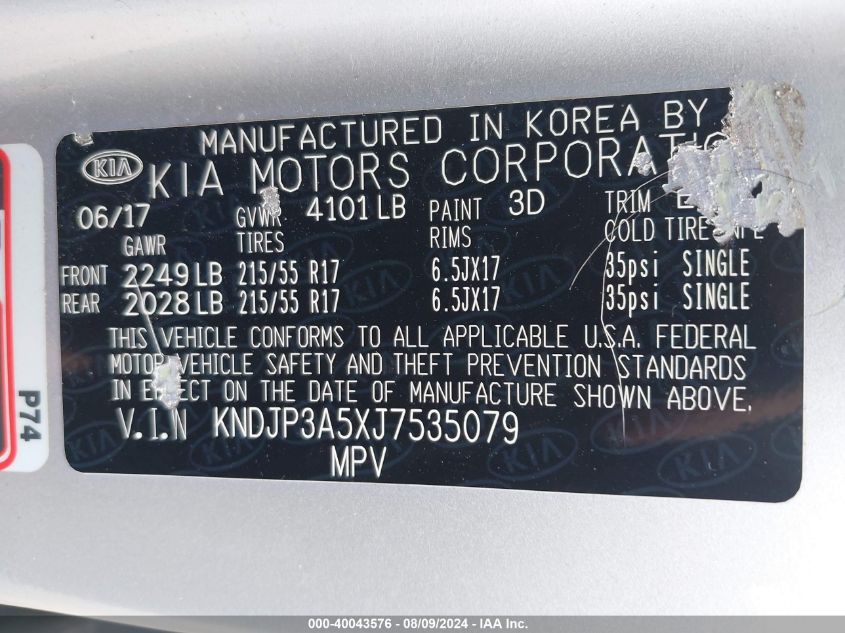 MANUFACTURED IN KOREA BY
KIA
KIA MOTORS
06/17 GVWR 4101 LB PAINT 3D TRIM
GAWR TIRES RIMS COLD TIRE
FRONT 2249 LB 215/55 R17 6.5JX17 35psi SINGLE
REAR 2028 LB 215/55 R17 6.5JX17 35psi SINGLE
THIS VEHICLE CONFORMS TO ALL APPLICABLE U.S.A. FEDERAL
MOTOR VEHICLE SAFETY AND THEFT PREVENTION STANDARDS
IN EFFECT ON THE DATE OF MANUFACTURE SHOWN ABOVE.
V.I.N KNDJP3A5XJ7535079
MPV
P74
000-40043576 - 08/09/2024 - IAA Inc.